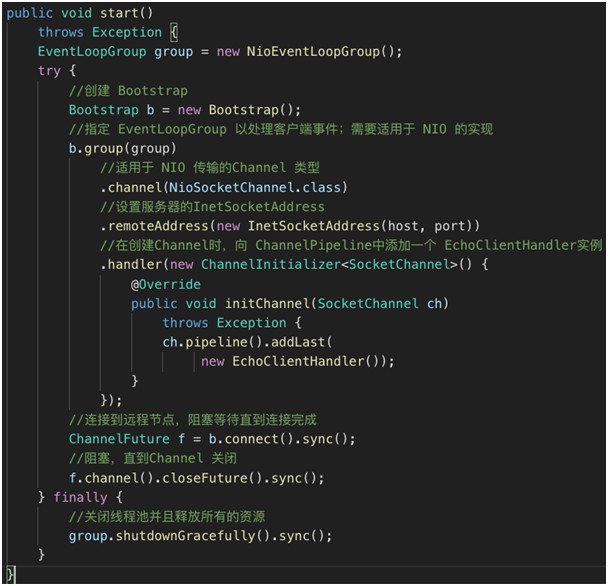 public void start()
    throws Exception {
    EventLoopGroup group = new NioEventLoopGroup();
    try {
        //创建 Bootstrap
        Bootstrap b = new Bootstrap();
        //指定 EventLoopGroup 以处理客户端事件；需要适用于 NIO 的实现
        b.group(group)
            //适用于 NIO 传输的Channel 类型
            .channel(NioSocketChannel.class)
            //设置服务器的InetSocketAddress
            .remoteAddress(new InetSocketAddress(host, port))
            //在创建Channel时，向 ChannelPipeline中添加一个 EchoClientHandler实例
            .handler(new ChannelInitializer<SocketChannel>() {
                @Override
                public void initChannel(SocketChannel ch)
                    throws Exception {
                    ch.pipeline().addLast(
                        new EchoClientHandler());
                }
            });
        //连接到远程节点，阻塞等待直到连接完成
        ChannelFuture f = b.connect().sync();
        //阻塞，直到Channel 关闭
        f.channel().closeFuture().sync();
    } finally {
        //关闭线程池并且释放所有的资源
        group.shutdownGracefully().sync();
    }
}